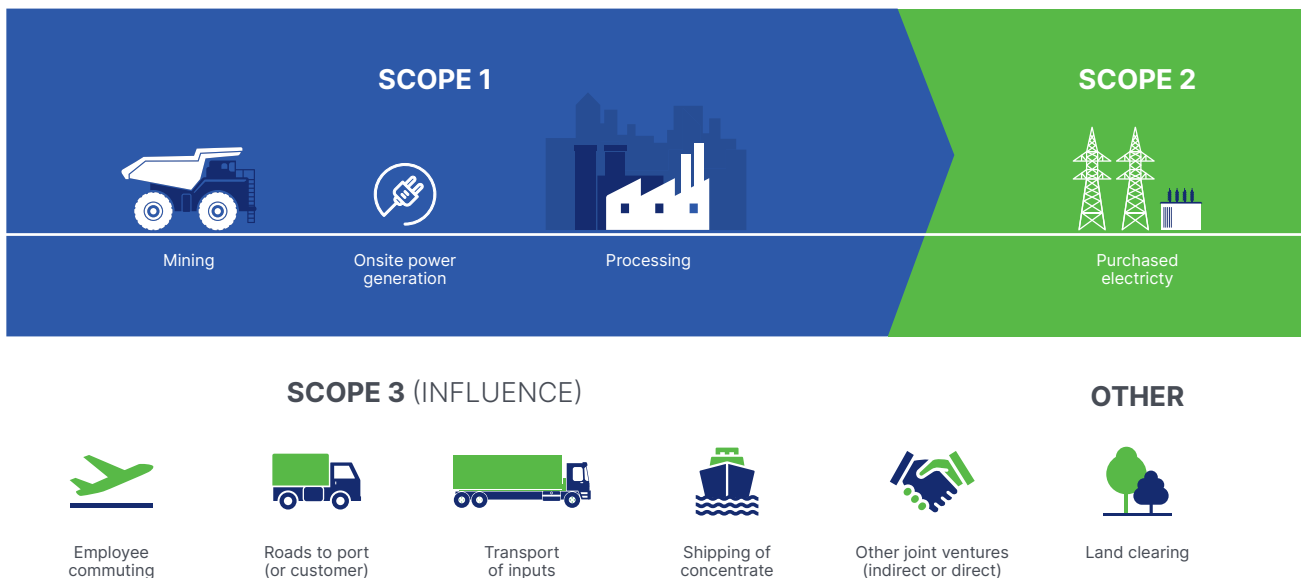 SCOPE 1
SCOPE 2
Mining
Onsite power
generation
Processing
Purchased
electricty
SCOPE 3 (INFLUENCE)
OTHER
Employee
commuting
Roads to port
(or customer)
Transport
of inputs
Shipping of
concentrate
Other joint ventures
(indirect or direct)
Land clearing